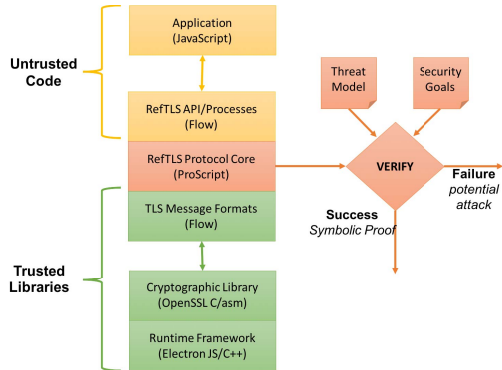 Application
(JavaScript)
Untrusted
Code
RefTLS API/Processes
(Flow)
RefTLS Protocol Core
(ProScript)
TLS Message Formats
(Flow)
Trusted
Libraries
Cryptographic Library
(OpenSSL C/asm)
Runtime Framework
(Electron JS/C++)
Threat
Model
Security
Goals
VERIFY
Failure
potential
attack
Success
Symbolic Proof